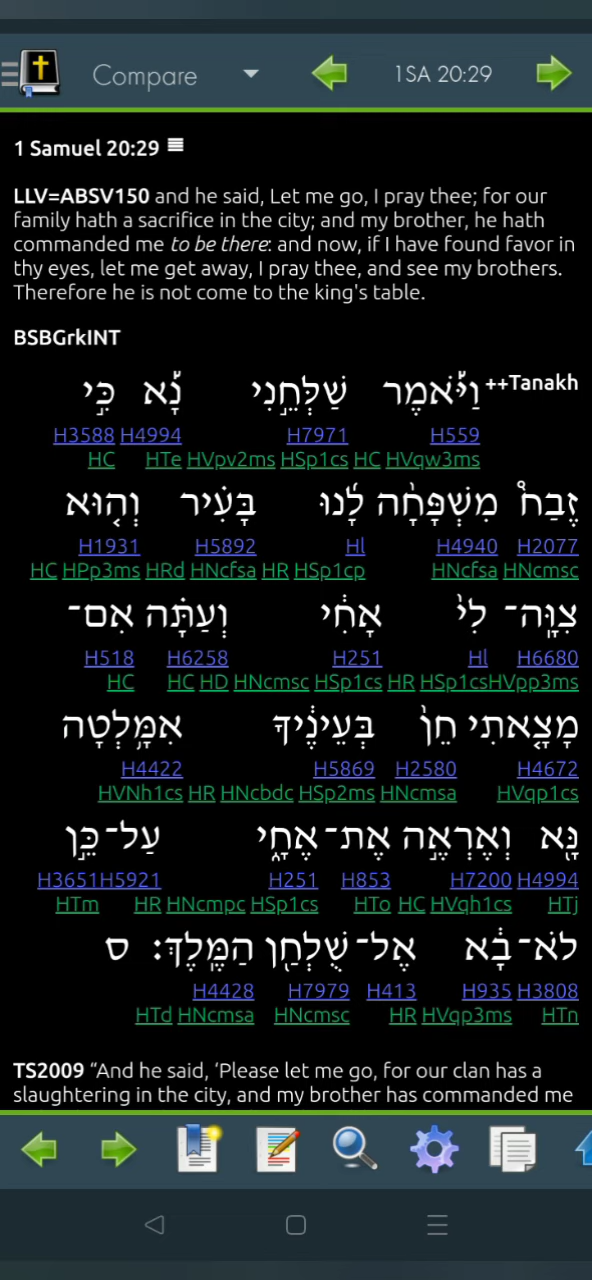 Compare
1SA 20:29
1 Samuel 20:29
LLV=ABSV150 and he said, Let me go, I pray thee; for our
family hath a sacrifice in the city; and my brother, he hath
commanded me to be there: and now, if I have found favor in
thy eyes, let me get away, I pray thee, and see my brothers.
Therefore he is not come to the king's table.
BSBGrkINT
++Tanakh וַיֹּ֡אמֶר שַׁלְּחֵ֣נִי נָ֡א כִּ֣י
H3588 H4994 H7971 H559
HC HTe HVpv2ms HSp1cs HC HVqw3ms
זֶבַח֩ מִשְׁפָּחָ֨ה לָ֜נוּ בָּעִ֗יר וְה֤וּא
H1931 H5892 Hl H4940 H2077
HC HPp3ms HRd HNcfsa HR HSp1cp HNcfsa HNcmsc
צִוָּֽה־ לִי֙ אָחִ֔י וְעַתָּ֗ה אִם־
H518 H6258 H251 Hl H6680
HC HC HD HNcmsc HSp1cs HR HSp1csHVpp3ms
מָצָ֤אתִי חֵן֙ בְּעֵינֶ֔יךָ אִמָּ֥לְטָה
H4422 H5869 H2580 H4672
HVNh1cs HR HNcbdc HSp2ms HNcmsa HVqp1cs
נָּ֖א וְאֶרְאֶ֣ה אֶת־אֶחָ֑י עַל־כֵּ֣ן
H3651H5921 H251 H853 H7200 H4994
HTm HR HNcmpc HSp1cs HTo HC HVqh1cs HTj
לֹא־בָ֔א אֶל־שֻׁלְחַ֖ן הַמֶּֽלֶךְ׃ ס
H4428 H7979 H413 H935 H3808
HTd HNcmsa HNcmsc HR HVqp3ms HTn
TS2009 “And he said, ‘Please let me go, for our clan has a
slaughtering in the city, and my brother has commanded me